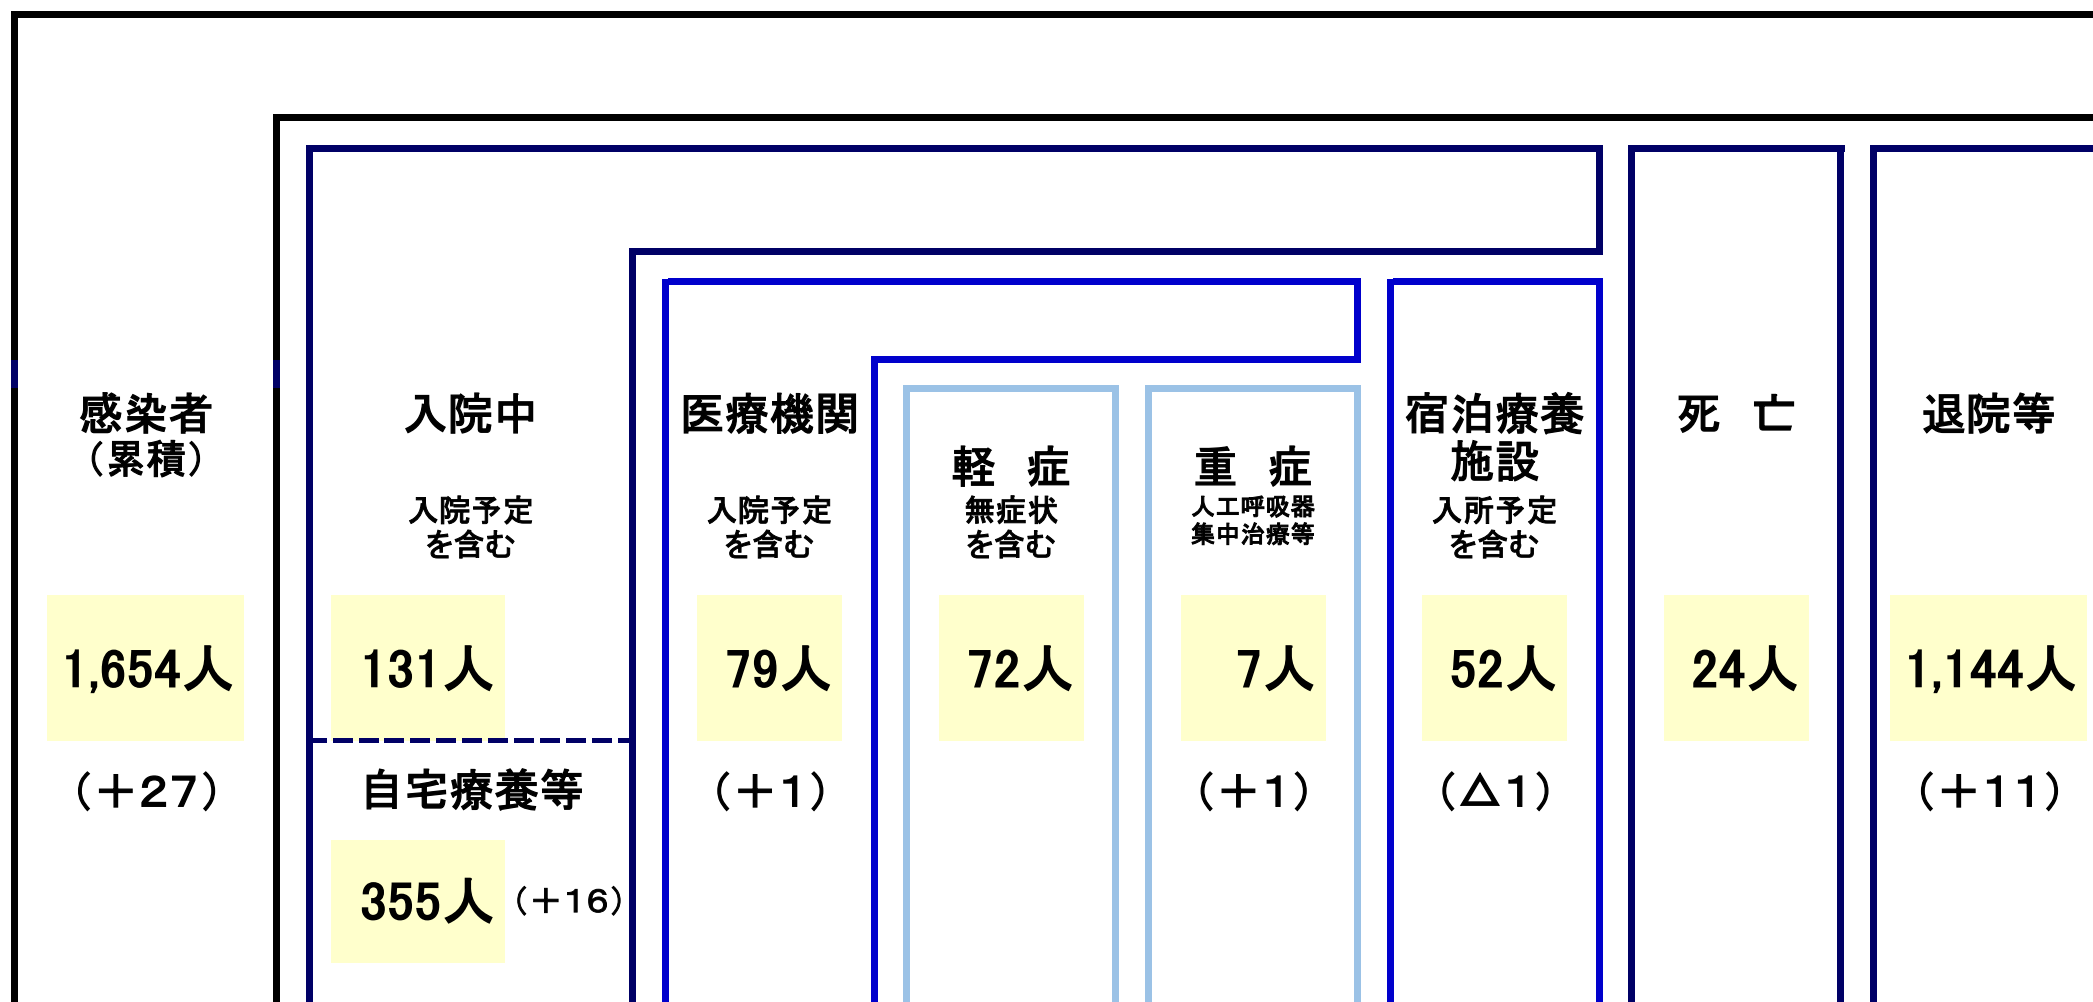 感染者
（累積）
1,654人
（＋27）
入院中
入院予定
を含む
131人
自宅療養等
355人（＋16）
医療機関
入院予定
を含む
79人
（＋1）
軽 症
無症状
を含む
72人
重 症
人工呼吸器
集中治療等
7人
（＋1）
宿泊療養
施設
入所予定
を含む
52人
（△1）
死 亡
24人
退院等
1,144人
（＋11）